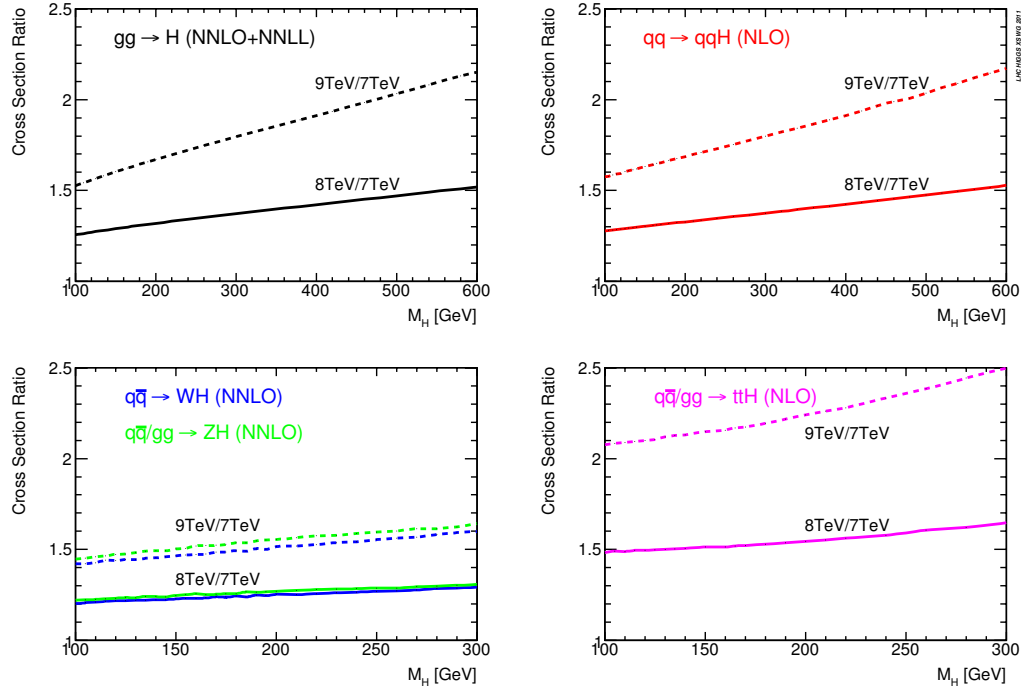 Cross Section Ratio
2.5
2
1.5
1
gg → H (NNLO+NNLL)
9TeV/7TeV
8TeV/7TeV
100 200 300 400 500 600
M_H [GeV]
Cross Section Ratio
2.5
2
1.5
1
qq → qqH (NLO)
9TeV/7TeV
8TeV/7TeV
100 200 300 400 500 600
M_H [GeV]
LHC HIGGS XS WG 2011
Cross Section Ratio
2.5
2
1.5
1
qq̅ → WH (NNLO)
qq̅/gg → ZH (NNLO)
9TeV/7TeV
8TeV/7TeV
100 150 200 250 300
M_H [GeV]
Cross Section Ratio
2.5
2
1.5
1
qq̅/gg → ttH (NLO)
9TeV/7TeV
8TeV/7TeV
100 150 200 250 300
M_H [GeV]